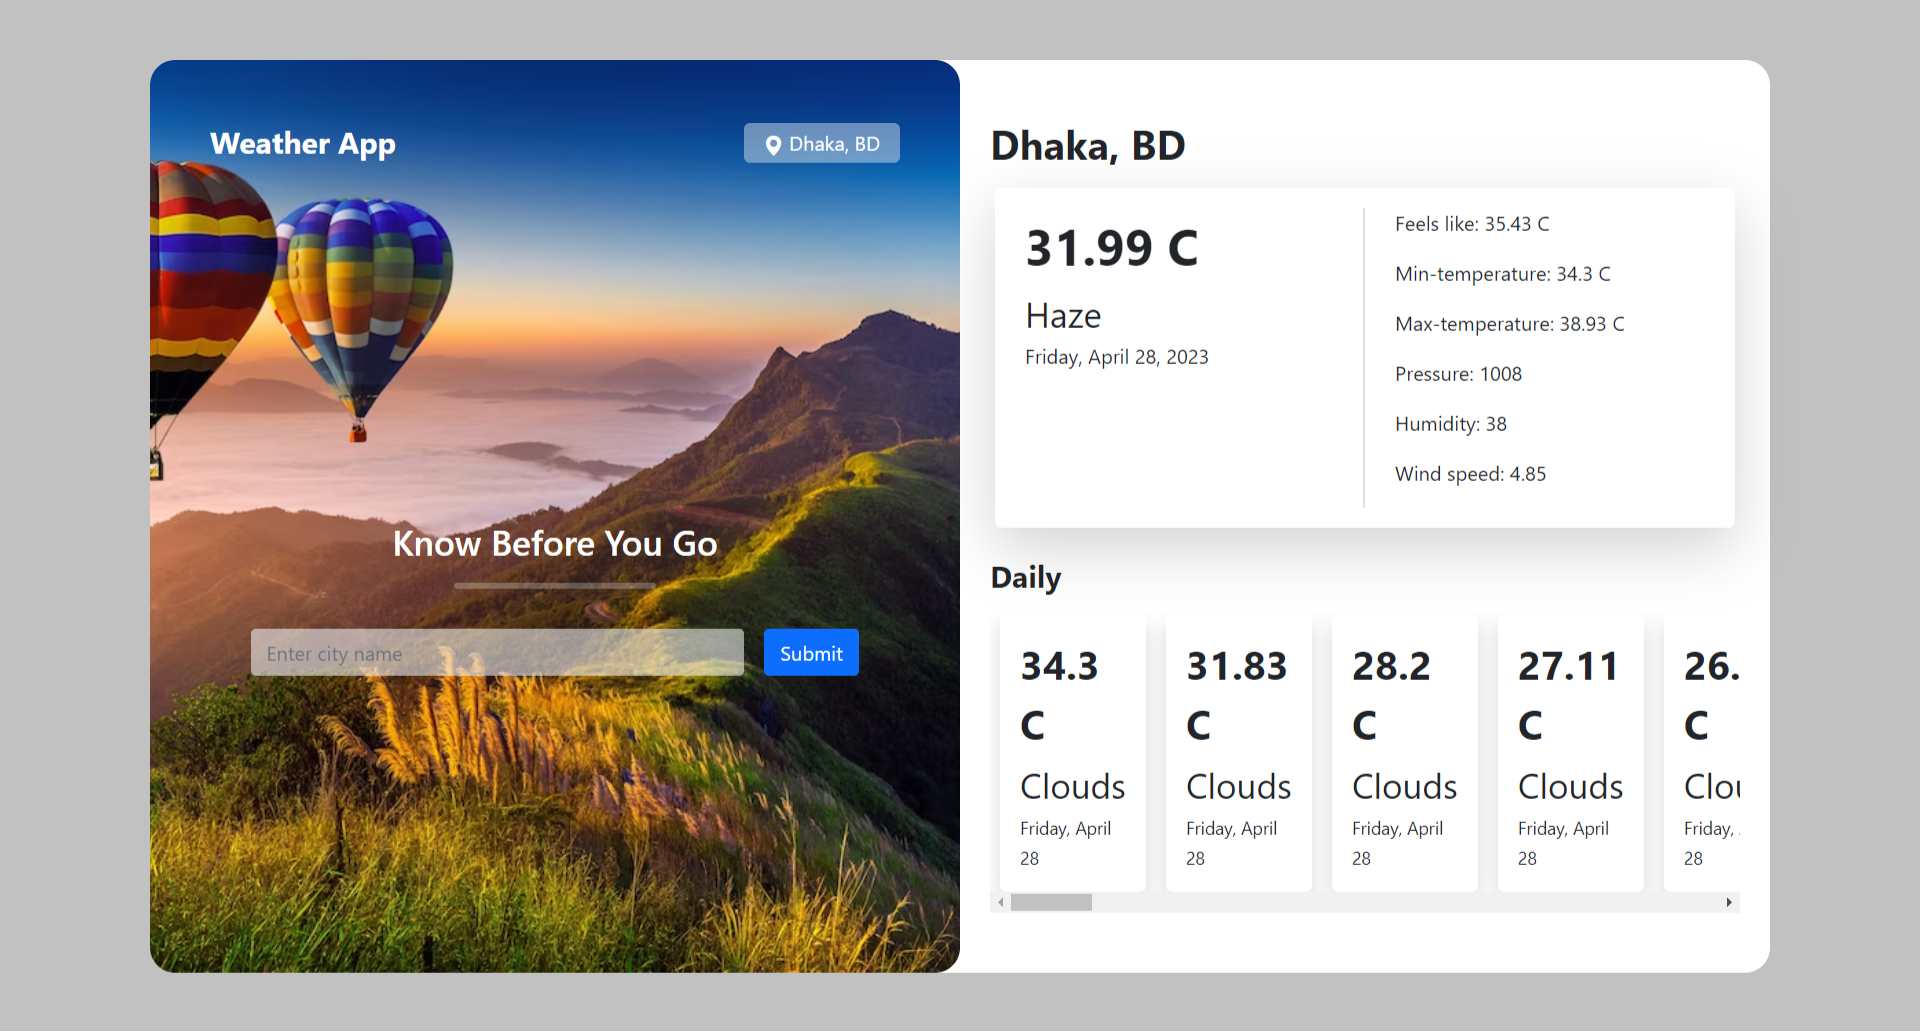 Weather App
Dhaka, BD
Know Before You Go
Enter city name
Submit
Dhaka, BD
31.99 C
Haze
Friday, April 28, 2023
Feels like: 35.43 C
Min-temperature: 34.3 C
Max-temperature: 38.93 C
Pressure: 1008
Humidity: 38
Wind speed: 4.85
Daily
34.3
C
Clouds
Friday, April
28
31.83
C
Clouds
Friday, April
28
28.2
C
Clouds
Friday, April
28
27.11
C
Clouds
Friday, April
28
26.
C
Clou
Friday,
28